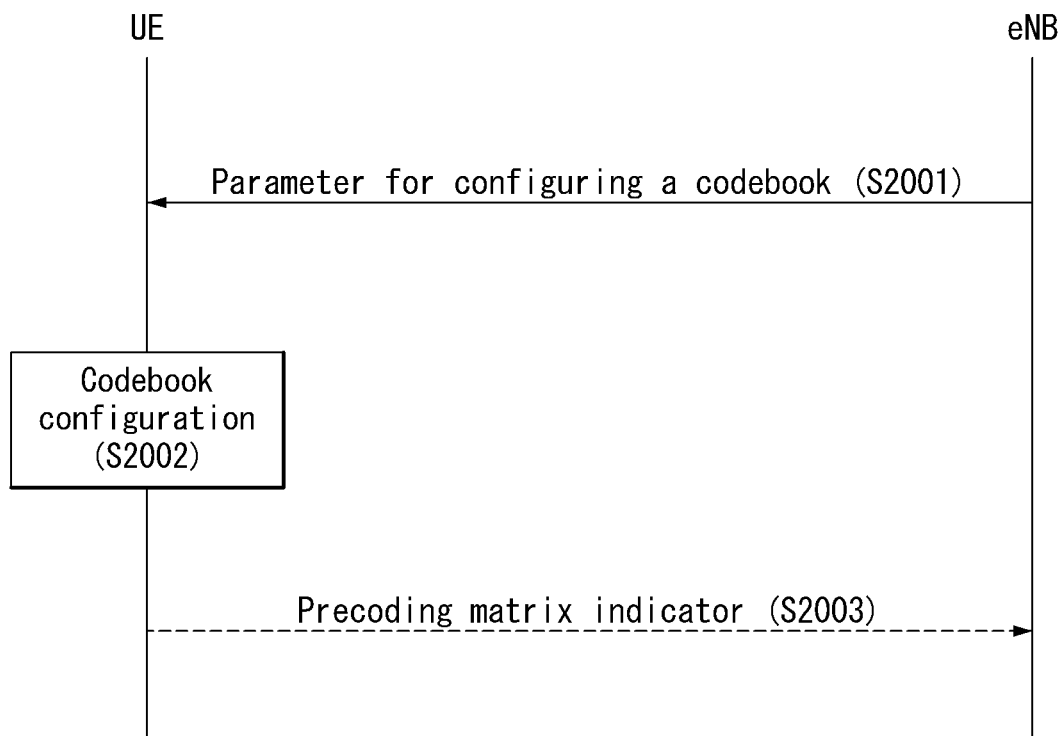 UE
eNB
Parameter for configuring a codebook (S2001)
Codebook
configuration
(S2002)
Precoding matrix indicator (S2003)